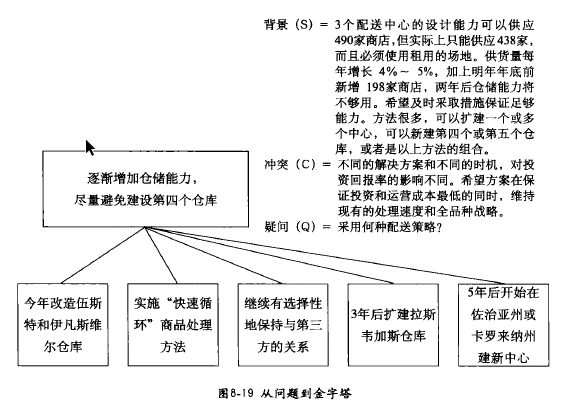 背景（S）= 3个配送中心的设计能力可以供应
490家商店,但实际上只能供应438家,
而且必须使用租用的场地。供货量每
年增长 4%～ 5%，加上明年年底前
新增 198家商店，两年后仓储能力将
不够用。希望及时采取措施保证足够
能力。方法很多，可以扩建一个或多
个中心，可以新建第四个或第五个仓
库，或者是以上方法的组合。
冲突（C）= 不同的解决方案和不同的时机，对投
资回报率的影响不同。希望方案在保
证投资和运营成本最低的同时，维持
现有的处理速度和全品种战略。
疑问（Q）= 采用何种配送策略？
逐渐增加仓储能力，
尽量避免建设第四个仓库
今年改造伍斯
特和伊凡斯维
尔仓库
实施“快速循
环”商品处理
方法
继续有选择性
地保持与第三
方的关系
3年后扩建拉斯
韦加斯仓库
5年后开始在
佐治亚州或
卡罗来纳州
建新中心
图8-19 从问题到金字塔